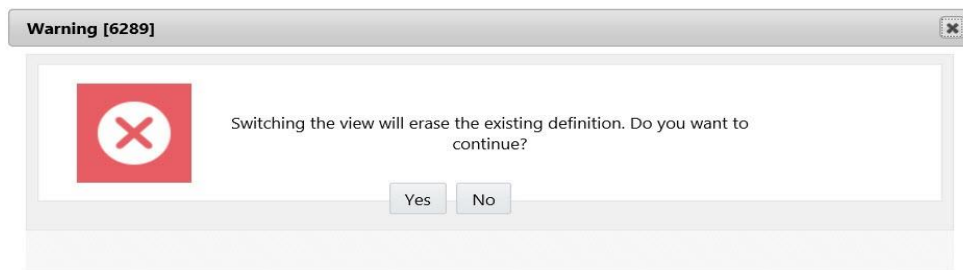 Warning [6289]
Switching the view will erase the existing definition. Do you want to
continue?
Yes No